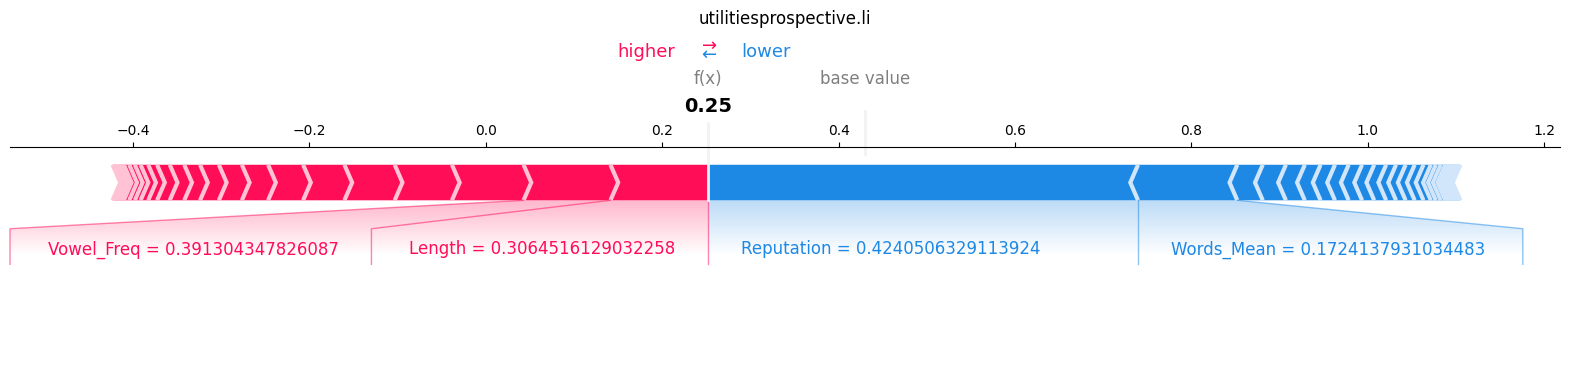 utilitiesprospective.li
higher ⇄ lower
f(x) base value
0.25
−0.4 −0.2 0.0 0.2 0.4 0.6 0.8 1.0 1.2
Vowel_Freq = 0.391304347826087 Length = 0.3064516129032258 Reputation = 0.4240506329113924 Words_Mean = 0.1724137931034483